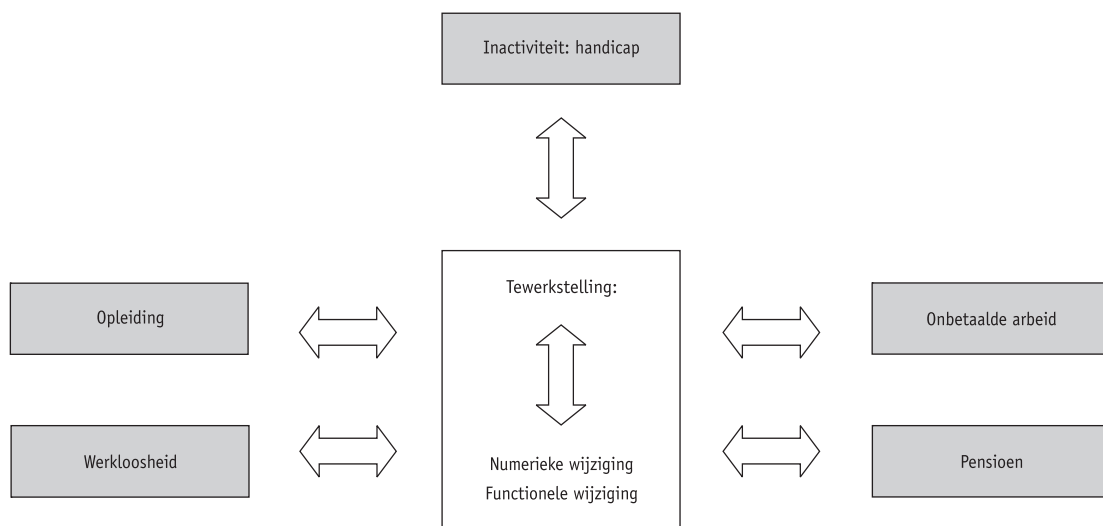 Inactiviteit: handicap
Tewerkstelling:
Opleiding
Onbetaalde arbeid
Werkloosheid
Numerieke wijziging
Functionele wijziging
Pensioen